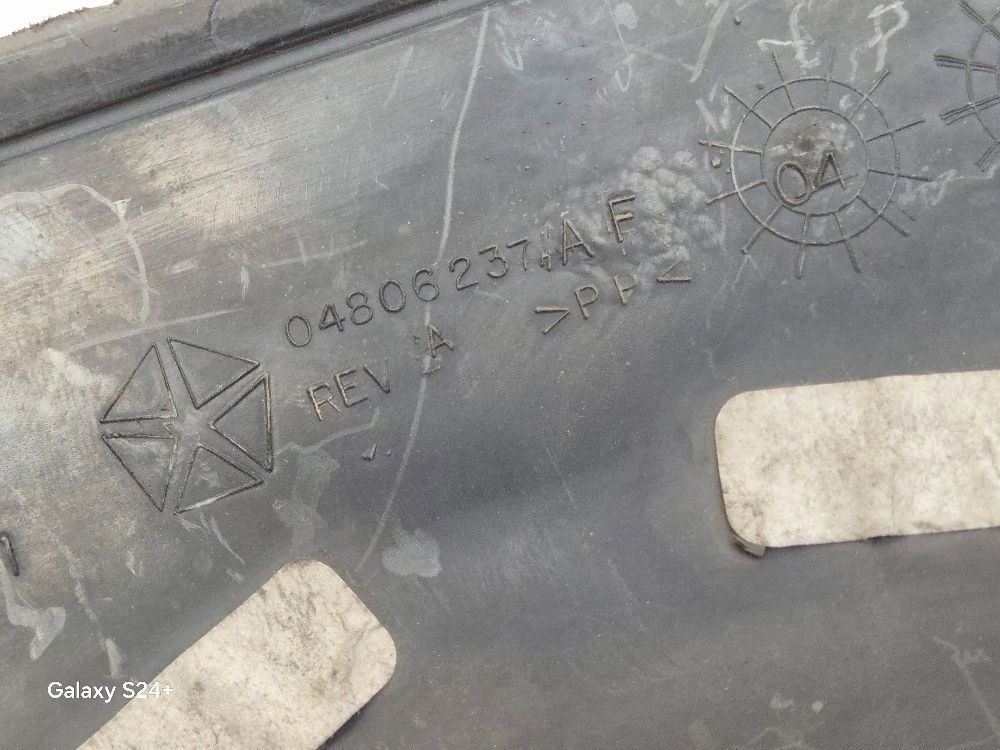 04
04806237AF
REV A >PP<
Galaxy S24+